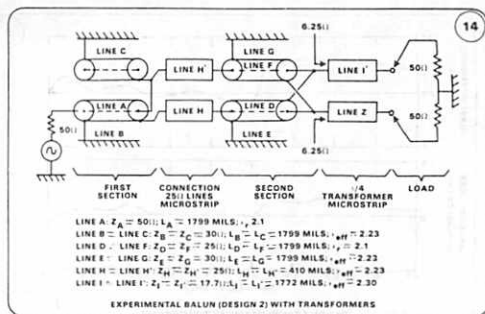 14
6.25Ω
LINE C
LINE G
LINE F
LINE H'
LINE I'
50Ω
LINE A
LINE H
LINE D
LINE Z
50Ω
50Ω
LINE B
LINE E
6.25Ω
FIRST SECTION
CONNECTION 25Ω LINES MICROSTRIP
SECOND SECTION
λ/4 TRANSFORMER MICROSTRIP
LOAD
LINE A: ZA = 50Ω; LA = 1799 MILS; εr 2.1
LINE B = LINE C: ZB = ZC = 30Ω; LB = LC = 1799 MILS; εeff = 2.23
LINE D = LINE F: ZD = ZF = 25Ω; LD = LF = 1799 MILS; εr = 2.1
LINE E = LINE G: ZE = ZG = 30Ω; LE = LG = 1799 MILS; εeff = 2.23
LINE H = LINE H': ZH = ZH' = 25Ω; LH = LH' = 410 MILS; εeff = 2.23
LINE I = LINE I': ZI = ZI' = 17.7Ω; LI = LI' = 1772 MILS; εeff = 2.30
EXPERIMENTAL BALUN (DESIGN 2) WITH TRANSFORMERS